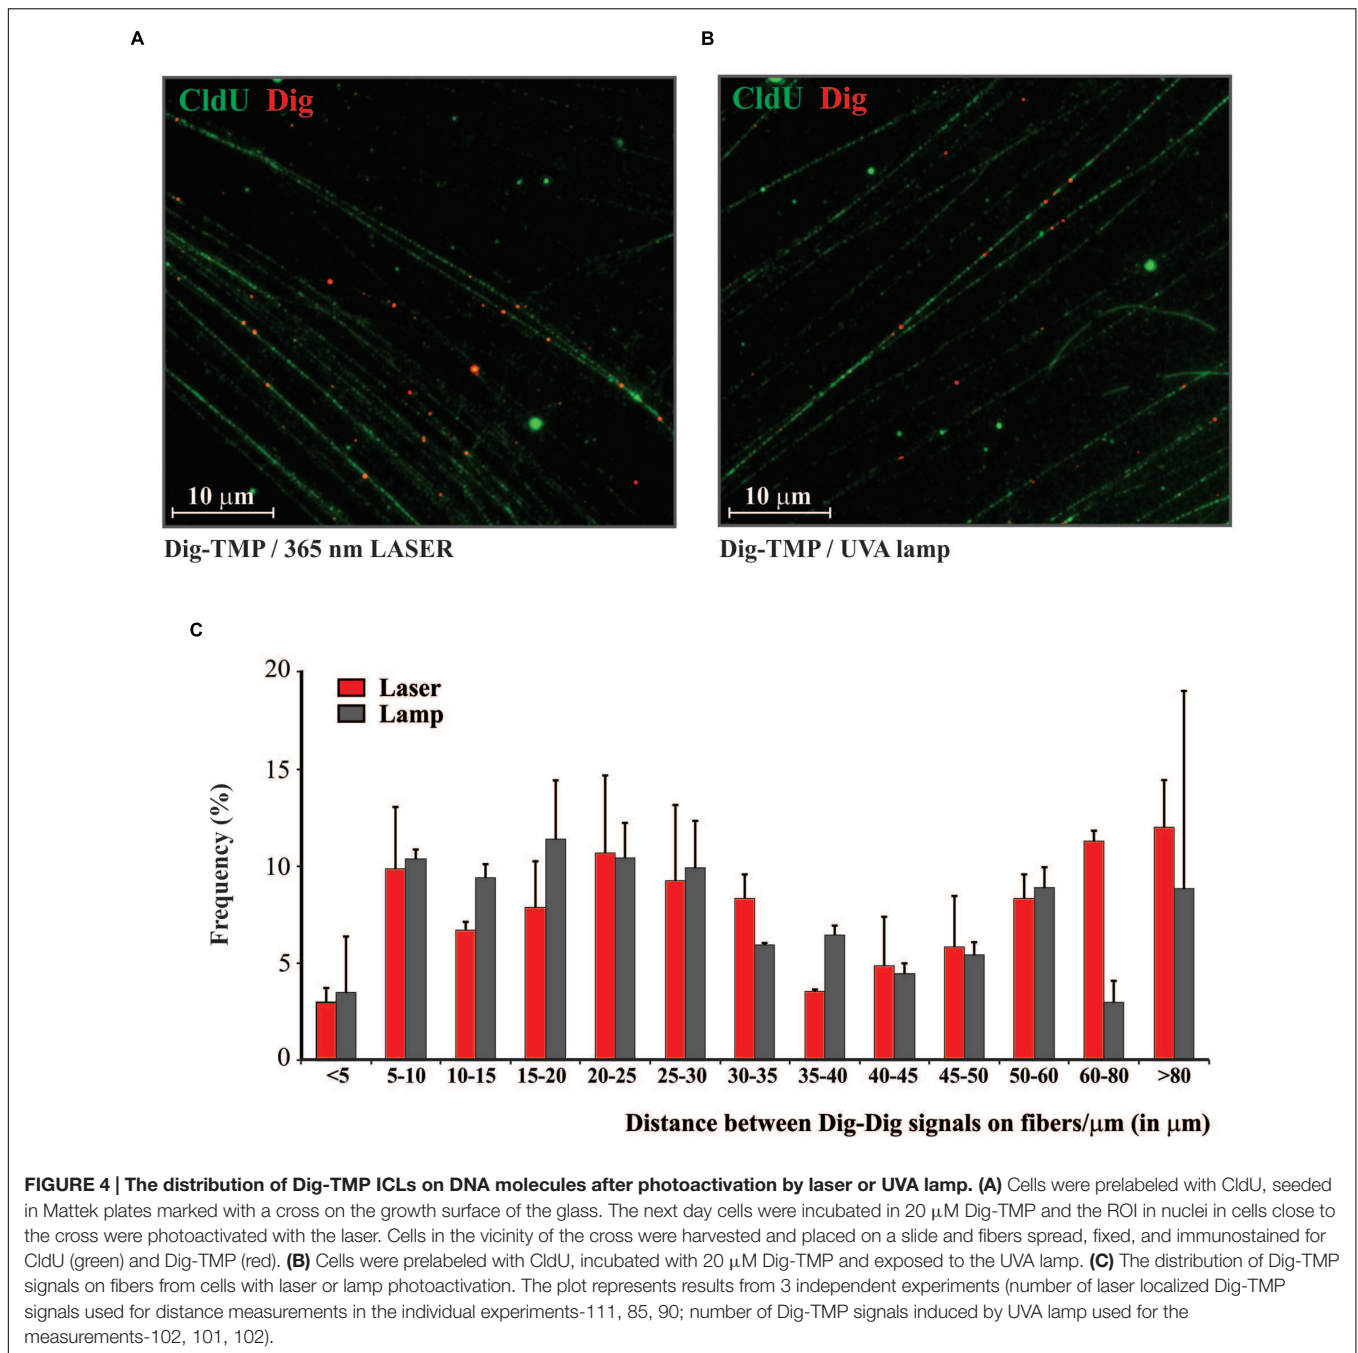 A
B
CldU Dig
CldU Dig
10 μm
10 μm
Dig-TMP / 365 nm LASER
Dig-TMP / UVA lamp
C
20
15
10
5
0
Laser
Lamp
Frequency (%)
<5 5-10 10-15 15-20 20-25 25-30 30-35 35-40 40-45 45-50 50-60 60-80 >80
Distance between Dig-Dig signals on fibers/μm (in μm)
FIGURE 4 | The distribution of Dig-TMP ICLs on DNA molecules after photoactivation by laser or UVA lamp. (A) Cells were prelabeled with CldU, seeded
in Mattek plates marked with a cross on the growth surface of the glass. The next day cells were incubated in 20 μM Dig-TMP and the ROI in nuclei in cells close to
the cross were photoactivated with the laser. Cells in the vicinity of the cross were harvested and placed on a slide and fibers spread, fixed, and immunostained for
CldU (green) and Dig-TMP (red). (B) Cells were prelabeled with CldU, incubated with 20 μM Dig-TMP and exposed to the UVA lamp. (C) The distribution of Dig-TMP
signals on fibers from cells with laser or lamp photoactivation. The plot represents results from 3 independent experiments (number of laser localized Dig-TMP
signals used for distance measurements in the individual experiments-111, 85, 90; number of Dig-TMP signals induced by UVA lamp used for the
measurements-102, 101, 102).